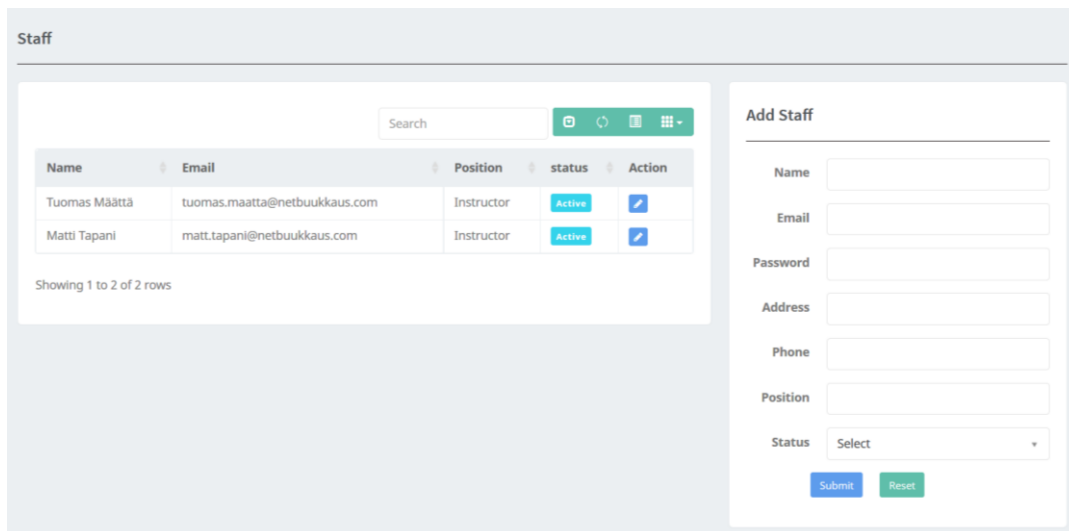 Staff
Search
Name Email Position status Action
Tuomas Määttä tuomas.maatta@netbuukkaus.com Instructor Active
Matti Tapani matt.tapani@netbuukkaus.com Instructor Active
Showing 1 to 2 of 2 rows
Add Staff
Name
Email
Password
Address
Phone
Position
Status Select
Submit Reset